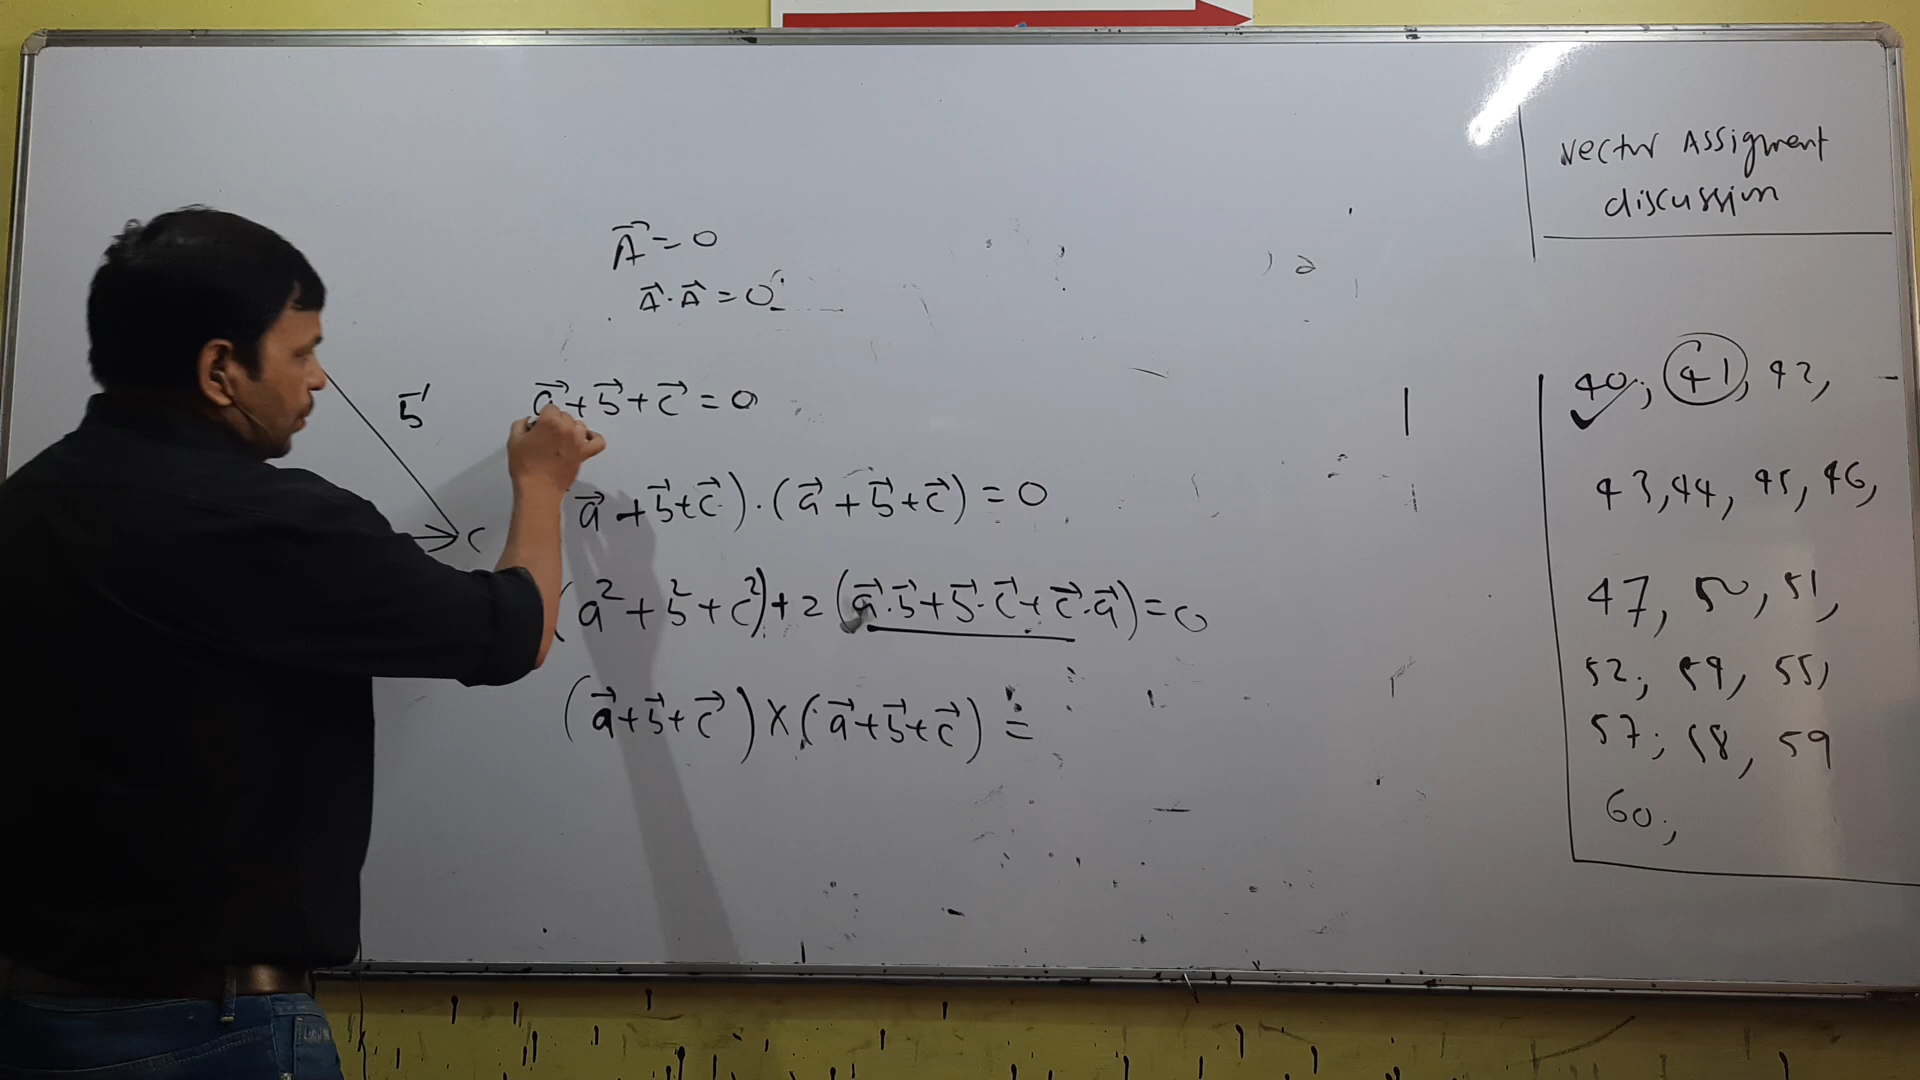 A⃗ = 0
A⃗·A⃗ = 0
b⃗
a⃗ + b⃗ + c⃗ = 0
C
a⃗ + b⃗ + c⃗)·(a⃗ + b⃗ + c⃗) = 0
(a² + b² + c²) + 2(a⃗·b⃗ + b⃗·c⃗ + c⃗·a⃗) = 0
(a⃗ + b⃗ + c⃗) × (a⃗ + b⃗ + c⃗) =
Vector Assigment
discussion
40, 41, 42,
43, 44, 45, 46,
47, 50, 51,
52, 54, 55,
57, 58, 59
60,